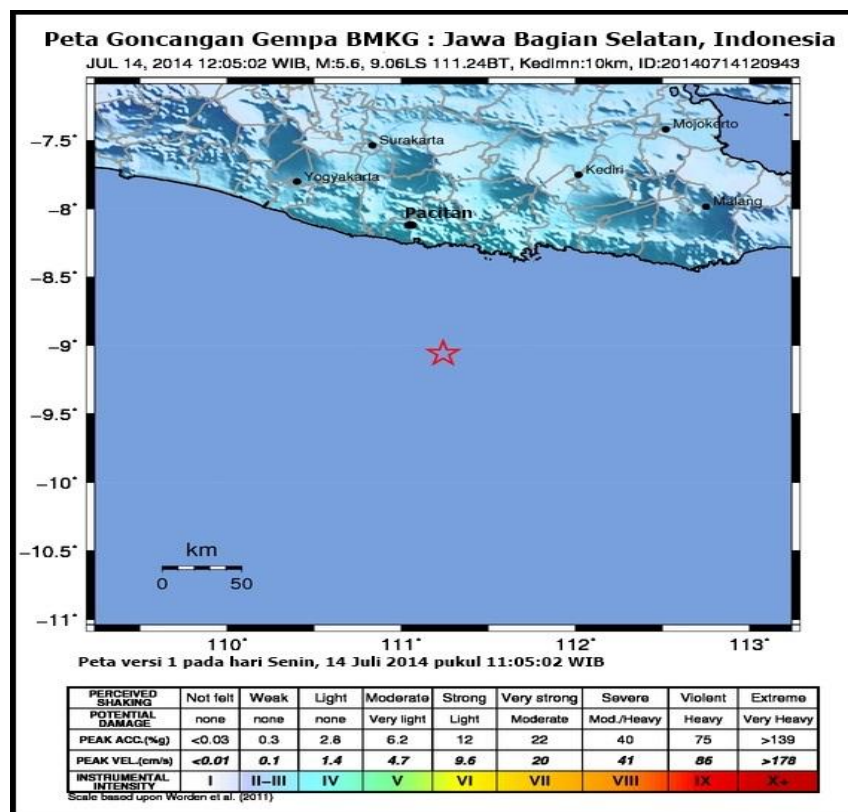 Peta Goncangan Gempa BMKG : Jawa Bagian Selatan, Indonesia
JUL 14, 2014 12:05:02 WIB, M:5.6, 9.06LS 111.24BT, Kedlmn:10km, ID:20140714120943
-7.5°
Mojokerto
Surakarta
Kediri
Yogyakarta
-8°
Malang
Pacitan
-8.5°
-9°
-9.5°
-10°
-10.5°
km
0 50
-11°
110° 111° 112° 113°
Peta versi 1 pada hari Senin, 14 Juli 2014 pukul 11:05:02 WIB
PERCEIVED SHAKING Not felt Weak Light Moderate Strong Very strong Severe Violent Extreme
POTENTIAL DAMAGE none none none Very light Light Moderate Mod./Heavy Heavy Very Heavy
PEAK ACC.(%g) <0.03 0.3 2.8 6.2 12 22 40 75 >139
PEAK VEL.(cm/s) <0.01 0.1 1.4 4.7 9.6 20 41 86 >178
INSTRUMENTAL INTENSITY I II-III IV V VI VII VIII IX X+
Scale based upon Worden et al. (2011)